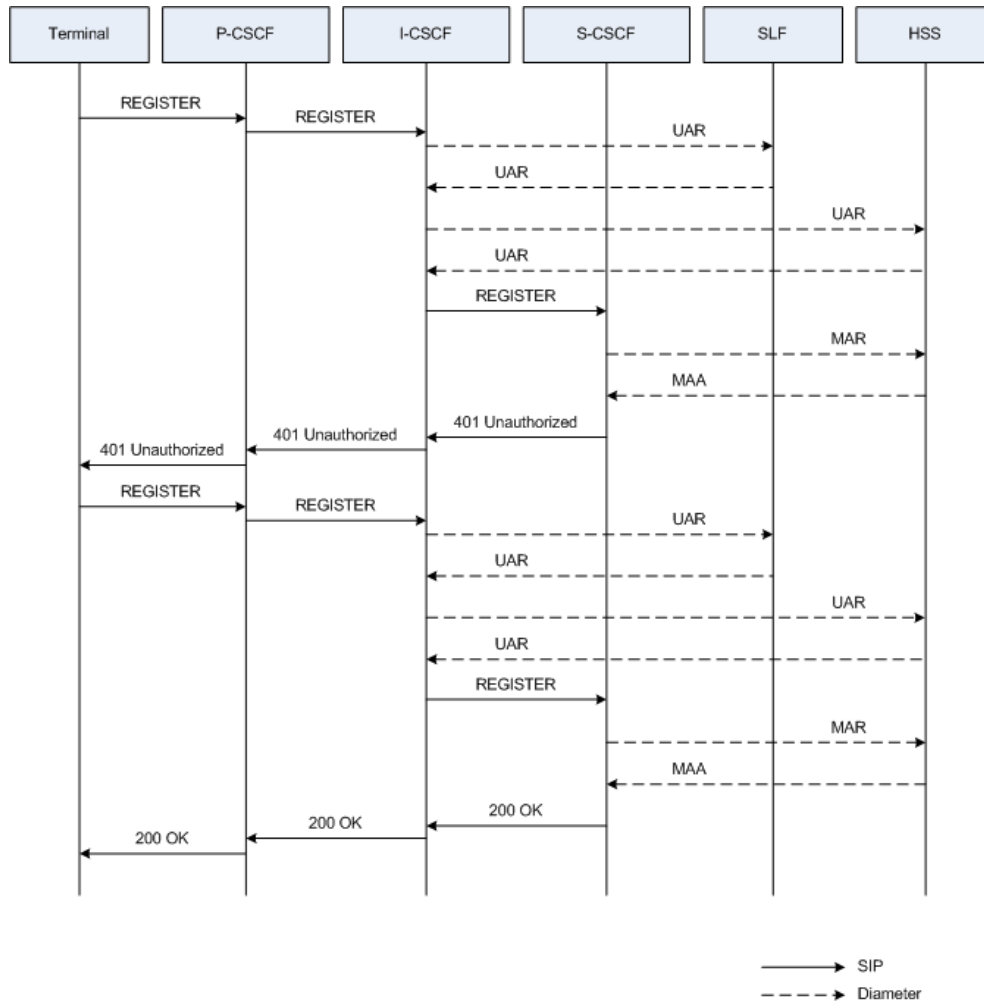 Terminal
P-CSCF
I-CSCF
S-CSCF
SLF
HSS
REGISTER
REGISTER
UAR
UAR
UAR
UAR
REGISTER
MAR
MAA
401 Unauthorized
401 Unauthorized
401 Unauthorized
REGISTER
REGISTER
UAR
UAR
UAR
UAR
REGISTER
MAR
MAA
200 OK
200 OK
200 OK
SIP
Diameter